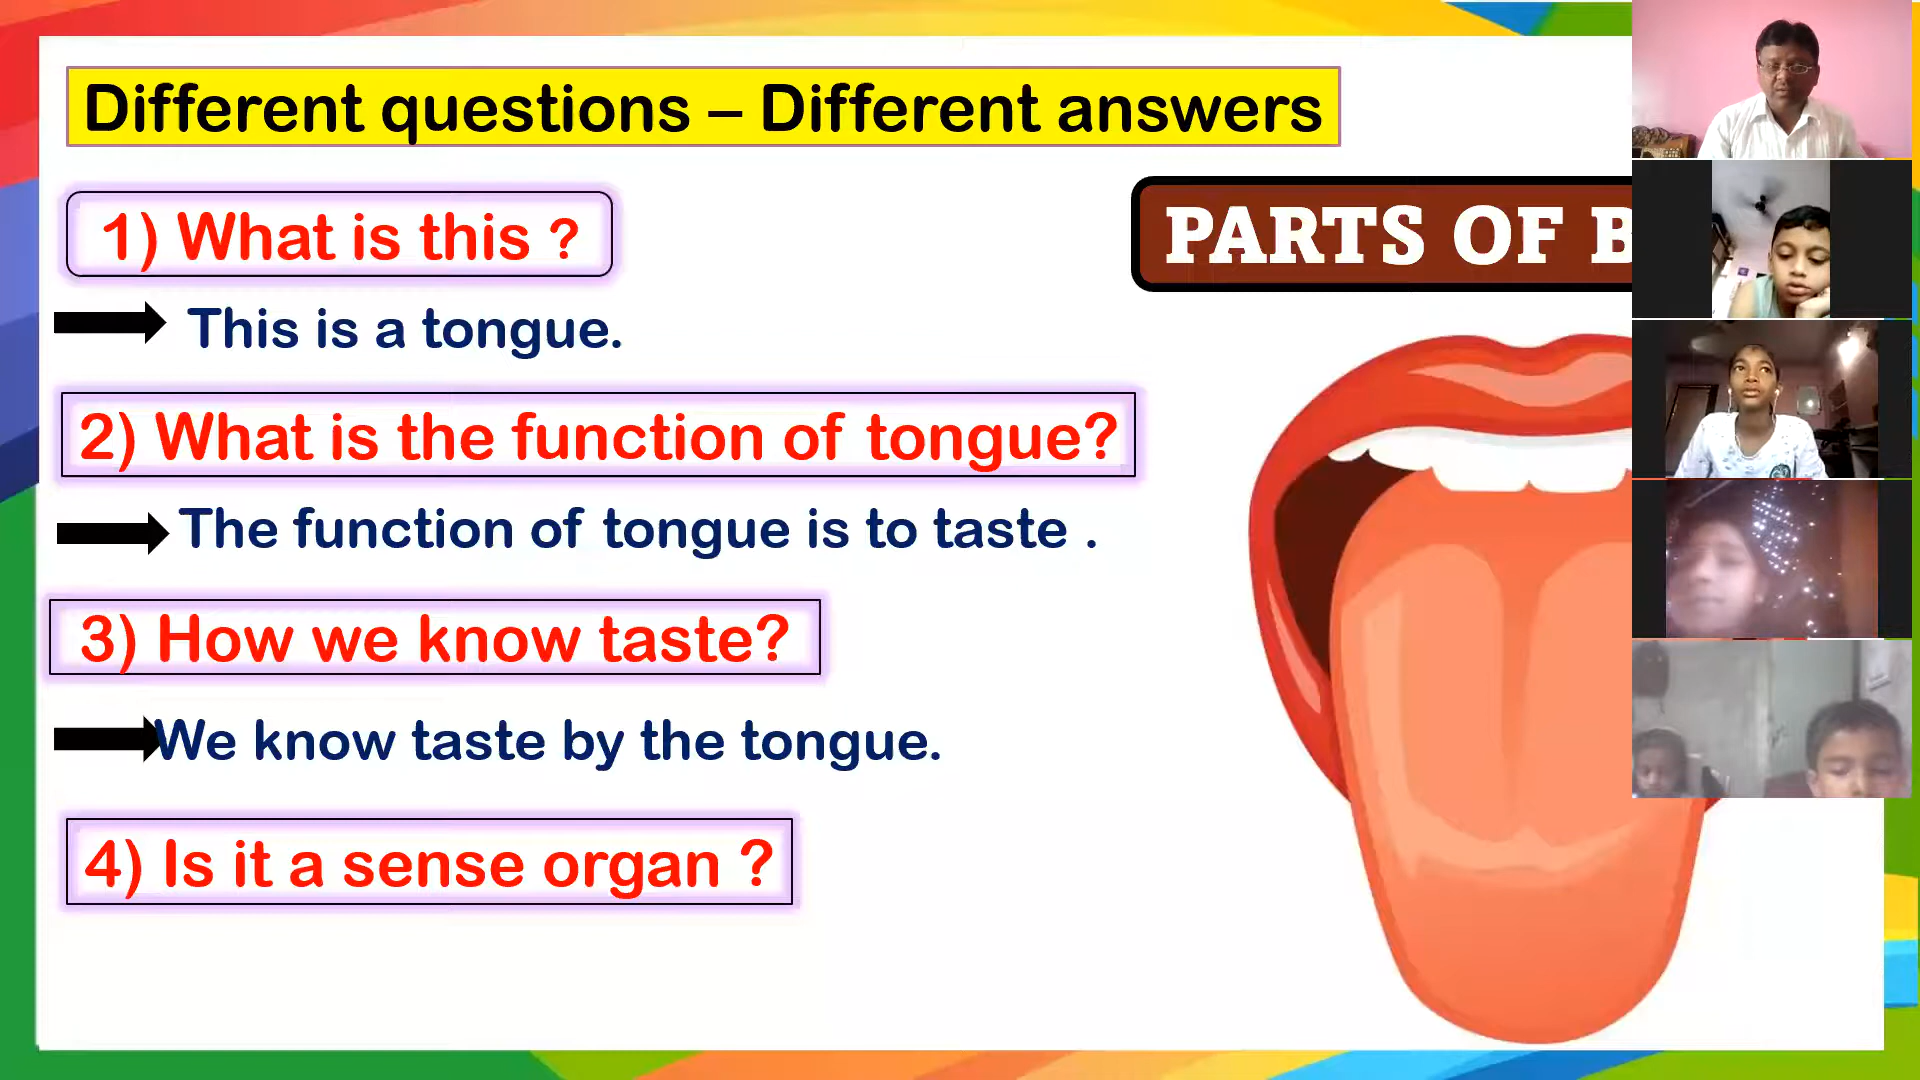 Different questions – Different answers
1) What is this ?
PARTS OF B
This is a tongue.
2) What is the function of tongue?
The function of tongue is to taste .
3) How we know taste?
We know taste by the tongue.
4) Is it a sense organ ?